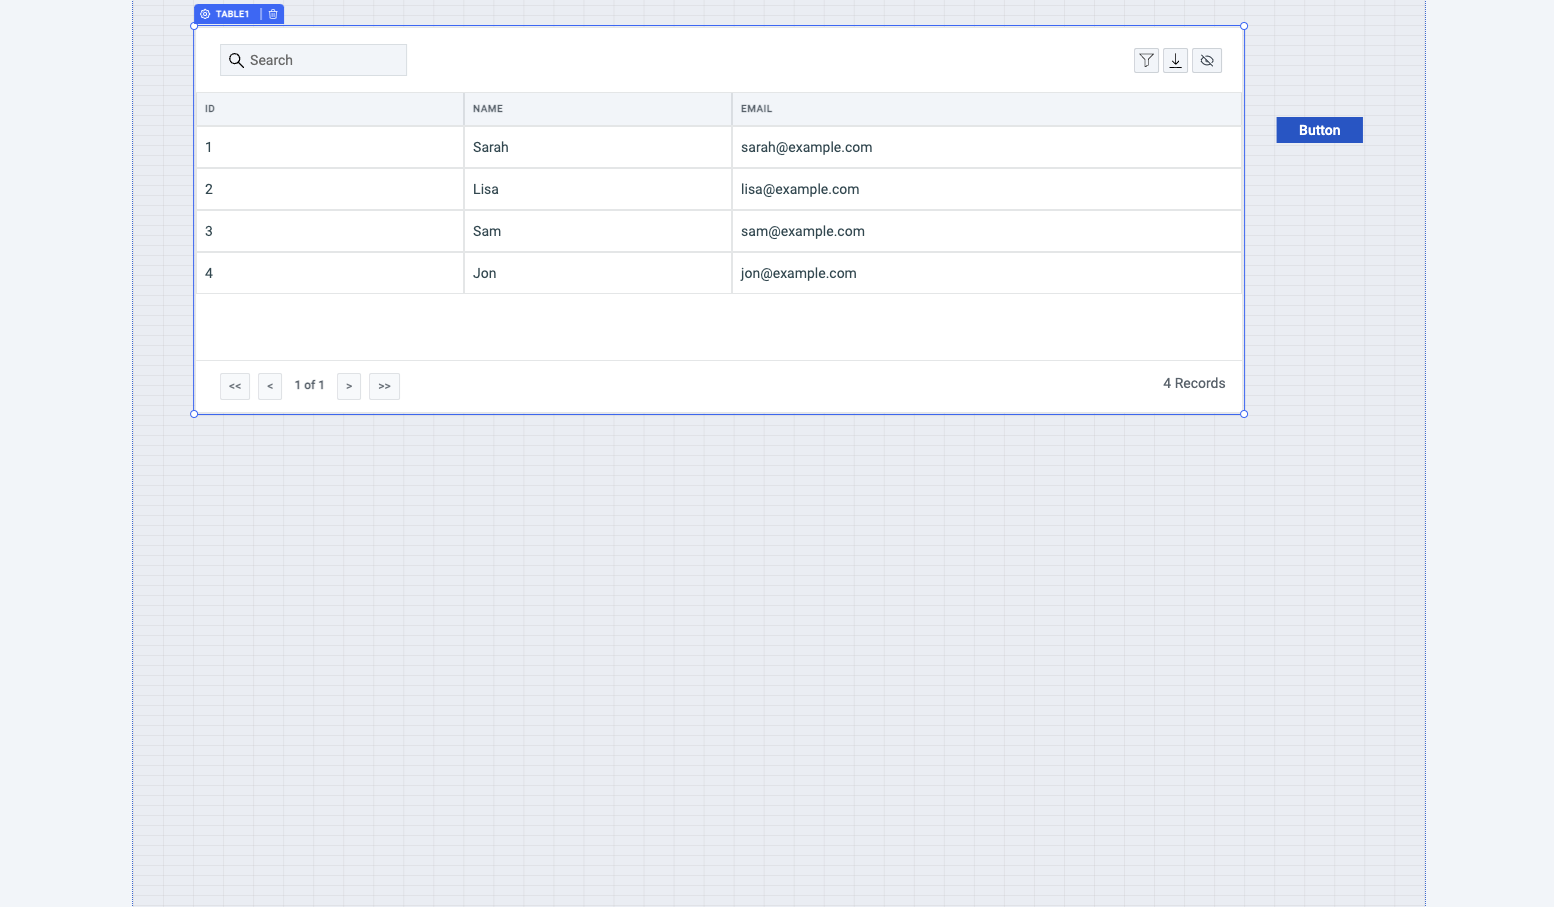 TABLE1
Search
ID NAME EMAIL
1 Sarah sarah@example.com
2 Lisa lisa@example.com
3 Sam sam@example.com
4 Jon jon@example.com
Button
<< < 1 of 1 > >> 4 Records